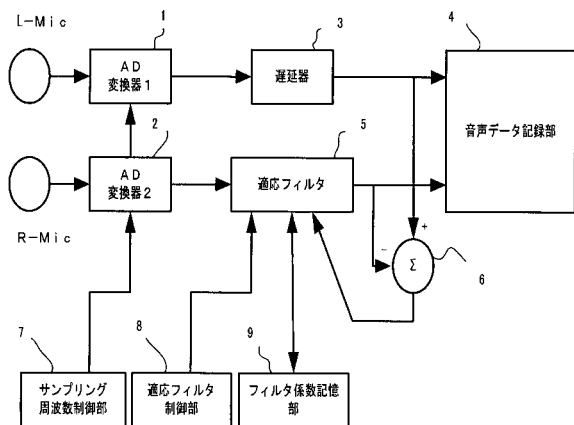 L-Mic
1
AD
変換器1
3
遅延器
4
音声データ記録部
2
AD
変換器2
5
適応フィルタ
R-Mic
+
-
Σ
6
7
サンプリング
周波数制御部
8
適応フィルタ
制御部
9
フィルタ係数記憶
部